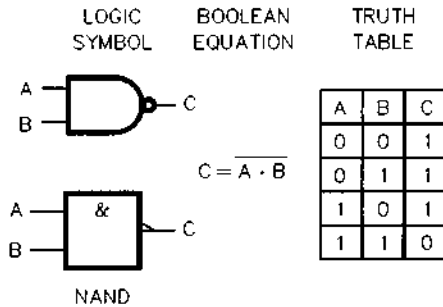 LOGIC SYMBOL
BOOLEAN EQUATION
TRUTH TABLE
A
B
C
C = \overline{A · B}
A B C
0 0 1
0 1 1
1 0 1
1 1 0
A
B
&
C
NAND